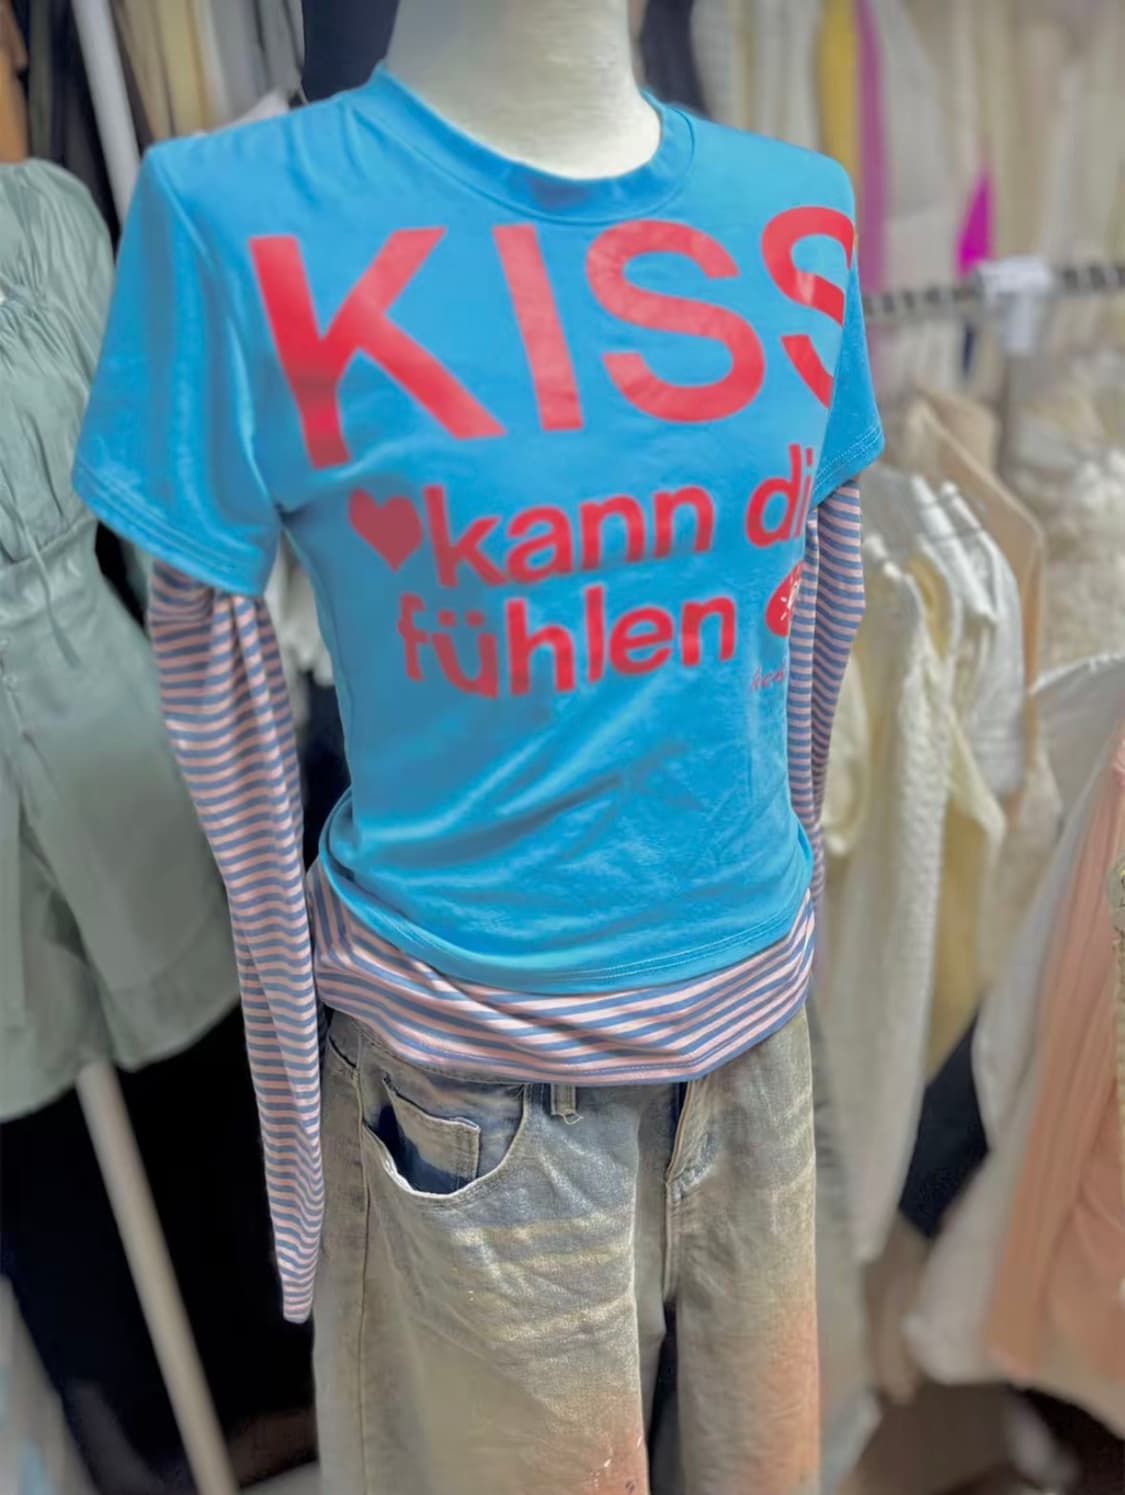 KISS
♥kann di
fühlen